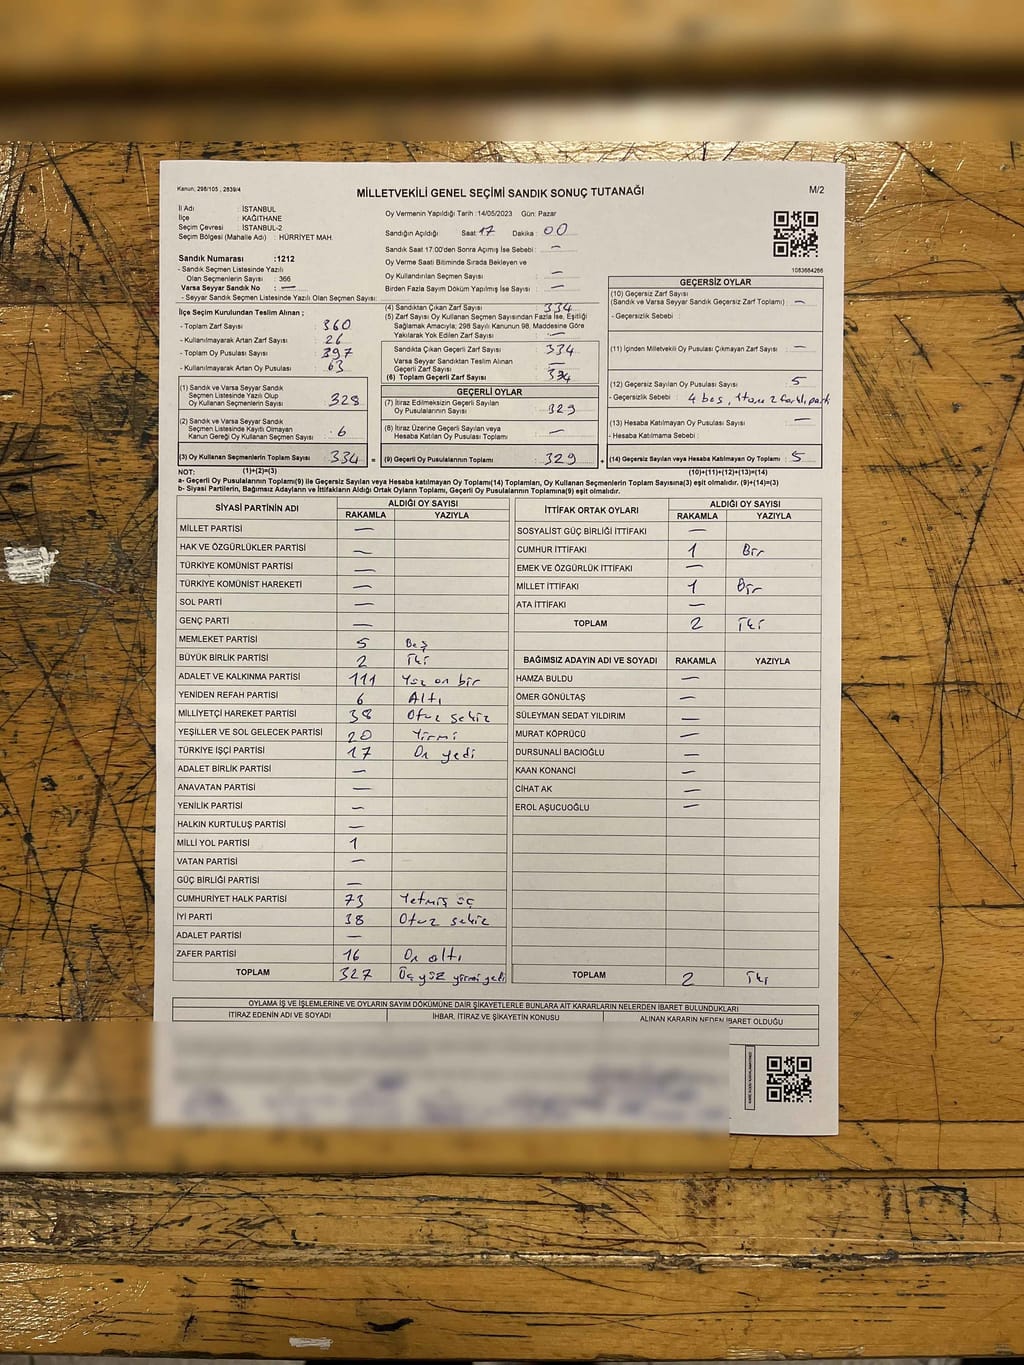 Kanun, 298/105 , 2839/4
MİLLETVEKİLİ GENEL SEÇİMİ SANDIK SONUÇ TUTANAĞI
M/2
İl Adı : İSTANBUL
İlçe : KAĞITHANE
Seçim Çevresi : İSTANBUL-2
Seçim Bölgesi (Mahalle Adı) : HÜRRİYET MAH.
Sandık Numarası :1212
- Sandık Seçmen Listesinde Yazılı
Olan Seçmenlerin Sayısı : 366
Varsa Seyyar Sandık No : —
- Seyyar Sandık Seçmen Listesinde Yazılı Olan Seçmen Sayısı:
İlçe Seçim Kurulundan Teslim Alınan ;
- Toplam Zarf Sayısı : 360
- Kullanılmayarak Artan Zarf Sayısı : 26
- Toplam Oy Pusulası Sayısı : 397
- Kullanılmayarak Artan Oy Pusulası : 63
(1) Sandık ve Varsa Seyyar Sandık
Seçmen Listesinde Yazılı Olup
Oy Kullanan Seçmenlerin Sayısı : 328
(2) Sandık ve Varsa Seyyar Sandık
Seçmen Listesinde Kayıtlı Olmayan
Kanun Gereği Oy Kullanan Seçmen Sayısı : 6
(3) Oy Kullanan Seçmenlerin Toplam Sayısı : 334 =
Oy Vermenin Yapıldığı Tarih :14/05/2023 Gün: Pazar
Sandığın Açıldığı Saat : 17 Dakika : 00
Sandık Saat 17:00'den Sonra Açımış İse Sebebi : —
Oy Verme Saati Bitiminde Sırada Bekleyen ve
Oy Kullandırılan Seçmen Sayısı : —
Birden Fazla Sayım Döküm Yapılmış İse Sayısı : —
(4) Sandıktan Çıkan Zarf Sayısı : 334
(5) Zarf Sayısı Oy Kullanan Seçmen Sayısından Fazla İse, Eşitliği
Sağlamak Amacıyla; 298 Sayılı Kanunun 98. Maddesine Göre
Yakılarak Yok Edilen Zarf Sayısı : —
Sandıkta Çıkan Geçerli Zarf Sayısı : 334
Varsa Seyyar Sandıktan Teslim Alınan
Geçerli Zarf Sayısı : —
(6) Toplam Geçerli Zarf Sayısı : 334
GEÇERLİ OYLAR
(7) İtiraz Edilmeksizin Geçerli Sayılan
Oy Pusulalarının Sayısı : 329
(8) İtiraz Üzerine Geçerli Sayılan veya
Hesaba Katılan Oy Pusulası Toplamı : —
(9) Geçerli Oy Pusulalarının Toplamı : 329 +
1083664266
GEÇERSİZ OYLAR
(10) Geçersiz Zarf Sayısı
(Sandık ve Varsa Seyyar Sandık Geçersiz Zarf Toplamı) : —
- Geçersizlik Sebebi :
(11) İçinden Milletvekili Oy Pusulası Çıkmayan Zarf Sayısı : —
(12) Geçersiz Sayılan Oy Pusulası Sayısı : 5
- Geçersizlik Sebebi : 4 boş, 1 tane 2 farklı parti
(13) Hesaba Katılmayan Oy Pusulası Sayısı : —
- Hesaba Katılmama Sebebi :
(14) Geçersiz Sayılan veya Hesaba Katılmayan Oy Toplamı : 5
NOT: (1)+(2)=(3) (10)+(11)+(12)+(13)=(14)
a- Geçerli Oy Pusulalarının Toplamı(9) ile Geçersiz Sayılan veya Hesaba katılmayan Oy Toplamı(14) Toplamları, Oy Kullanan Seçmenlerin Toplam Sayısına(3) eşit olmalıdır. (9)+(14)=(3)
b- Siyasi Partilerin, Bağımsız Adayların ve İttifakların Aldığı Ortak Oyların Toplamı, Geçerli Oy Pusulalarının Toplamına(9) eşit olmalıdır.
SİYASİ PARTİNİN ADI ALDIĞI OY SAYISI
RAKAMLA YAZIYLA
MİLLET PARTİSİ —
HAK VE ÖZGÜRLÜKLER PARTİSİ —
TÜRKİYE KOMÜNİST PARTİSİ —
TÜRKİYE KOMÜNİST HAREKETİ —
SOL PARTİ —
GENÇ PARTİ —
MEMLEKET PARTİSİ 5 Beş
BÜYÜK BİRLİK PARTİSİ 2 İki
ADALET VE KALKINMA PARTİSİ 111 Yüz on bir
YENİDEN REFAH PARTİSİ 6 Altı
MİLLİYETÇİ HAREKET PARTİSİ 38 Otuz sekiz
YEŞİLLER VE SOL GELECEK PARTİSİ 20 Yirmi
TÜRKİYE İŞÇİ PARTİSİ 17 On yedi
ADALET BİRLİK PARTİSİ —
ANAVATAN PARTİSİ —
YENİLİK PARTİSİ —
HALKIN KURTULUŞ PARTİSİ —
MİLLİ YOL PARTİSİ 1
VATAN PARTİSİ —
GÜÇ BİRLİĞİ PARTİSİ —
CUMHURİYET HALK PARTİSİ 73 Yetmiş üç
İYİ PARTİ 38 Otuz sekiz
ADALET PARTİSİ —
ZAFER PARTİSİ 16 On altı
TOPLAM 327 Üç yüz yirmi yedi
İTTİFAK ORTAK OYLARI ALDIĞI OY SAYISI
RAKAMLA YAZIYLA
SOSYALİST GÜÇ BİRLİĞİ İTTİFAKI —
CUMHUR İTTİFAKI 1 Bir
EMEK VE ÖZGÜRLÜK İTTİFAKI —
MİLLET İTTİFAKI 1 Bir
ATA İTTİFAKI —
TOPLAM 2 İki
BAĞIMSIZ ADAYIN ADI VE SOYADI RAKAMLA YAZIYLA
HAMZA BULDU —
ÖMER GÖNÜLTAŞ —
SÜLEYMAN SEDAT YILDIRIM —
MURAT KÖPRÜCÜ —
DURSUNALİ BACIOĞLU —
KAAN KONANCİ —
CİHAT AK —
EROL AŞUCUOĞLU —
TOPLAM 2 İki
OYLAMA İŞ VE İŞLEMLERİNE VE OYLARIN SAYIM DÖKÜMÜNE DAİR ŞİKAYETLERLE BUNLARA AİT KARARLARIN NELERDEN İBARET BULUNDUKLARI
İTİRAZ EDENİN ADI VE SOYADI İHBAR, İTİRAZ VE ŞİKAYETİN KONUSU ALINAN KARARIN NEDEN İBARET OLDUĞU